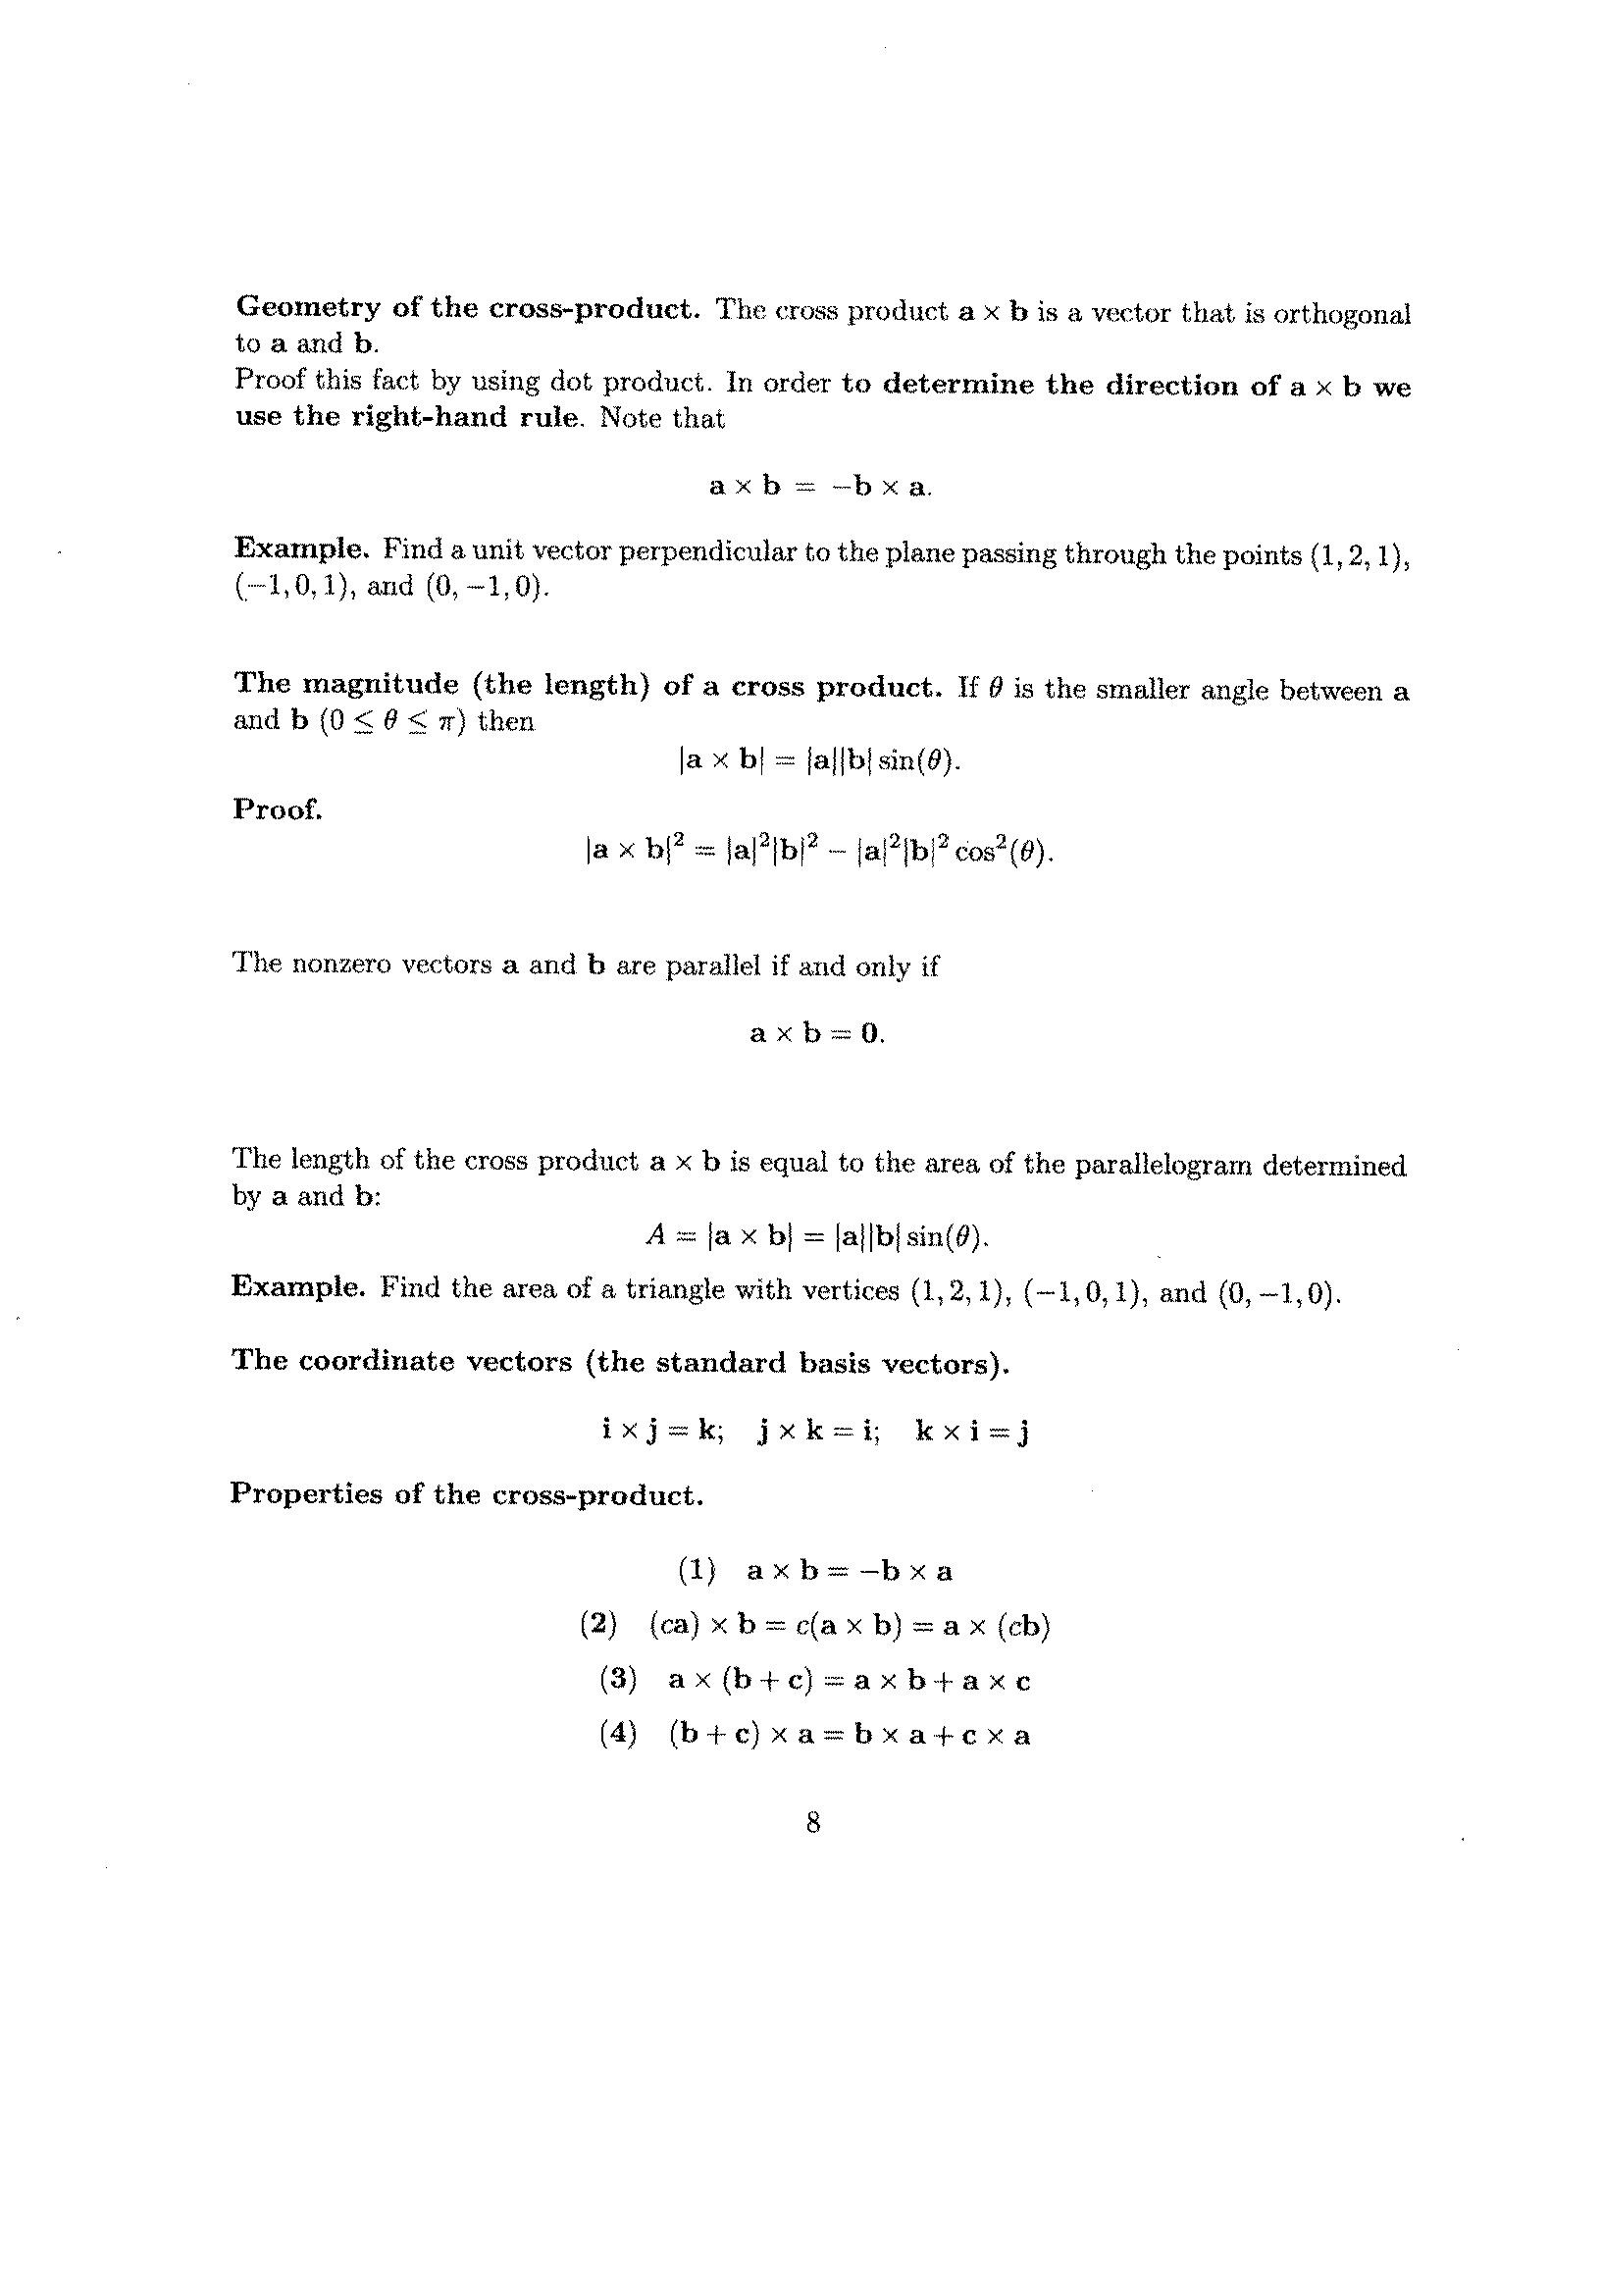 Geometry of the cross-product. The cross product a × b is a vector that is orthogonal
to a and b.
Proof this fact by using dot product. In order to determine the direction of a × b we
use the right-hand rule. Note that
a × b = −b × a.
Example. Find a unit vector perpendicular to the plane passing through the points (1, 2, 1),
(−1, 0, 1), and (0, −1, 0).
The magnitude (the length) of a cross product. If θ is the smaller angle between a
and b (0 ≤ θ ≤ π) then
|a × b| = |a||b| sin(θ).
Proof.
|a × b|² = |a|²|b|² − |a|²|b|² cos²(θ).
The nonzero vectors a and b are parallel if and only if
a × b = 0.
The length of the cross product a × b is equal to the area of the parallelogram determined
by a and b:
A = |a × b| = |a||b| sin(θ).
Example. Find the area of a triangle with vertices (1, 2, 1), (−1, 0, 1), and (0, −1, 0).
The coordinate vectors (the standard basis vectors).
i × j = k; j × k = i; k × i = j
Properties of the cross-product.
(1) a × b = −b × a
(2) (ca) × b = c(a × b) = a × (cb)
(3) a × (b + c) = a × b + a × c
(4) (b + c) × a = b × a + c × a
8